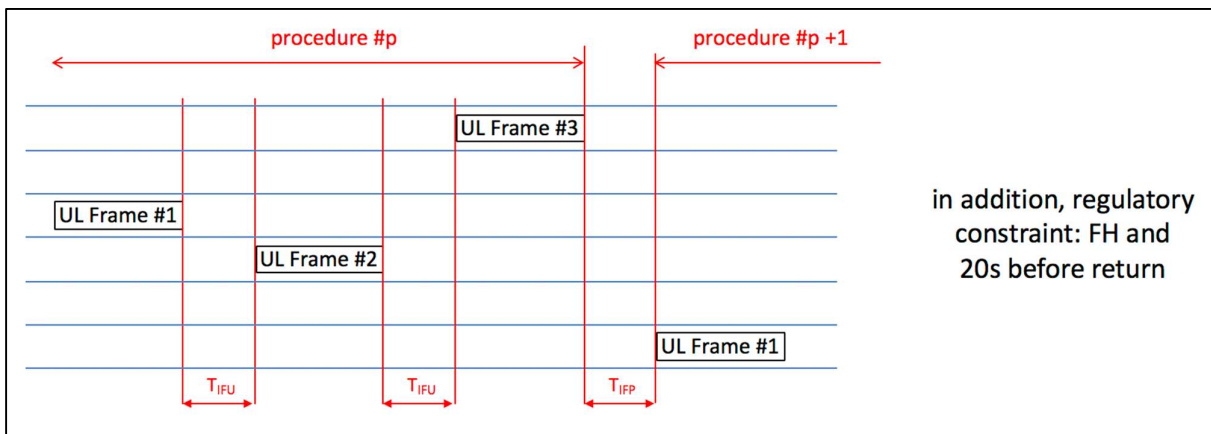 procedure #p
procedure #p +1
UL Frame #3
UL Frame #1
UL Frame #2
in addition, regulatory
constraint: FH and
20s before return
UL Frame #1
TIFU
TIFU
TIFP